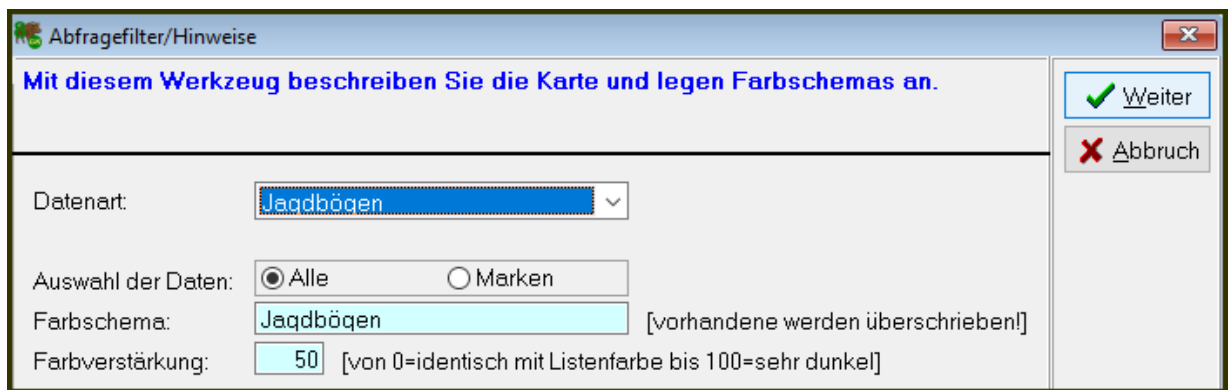 Abfragefilter/Hinweise
Mit diesem Werkzeug beschreiben Sie die Karte und legen Farbschemas an.
Weiter
Abbruch
Datenart: Jagdbögen
Auswahl der Daten: Alle Marken
Farbschema: Jagdbögen [vorhandene werden überschrieben!]
Farbverstärkung: 50 [von 0=identisch mit Listenfarbe bis 100=sehr dunkel]